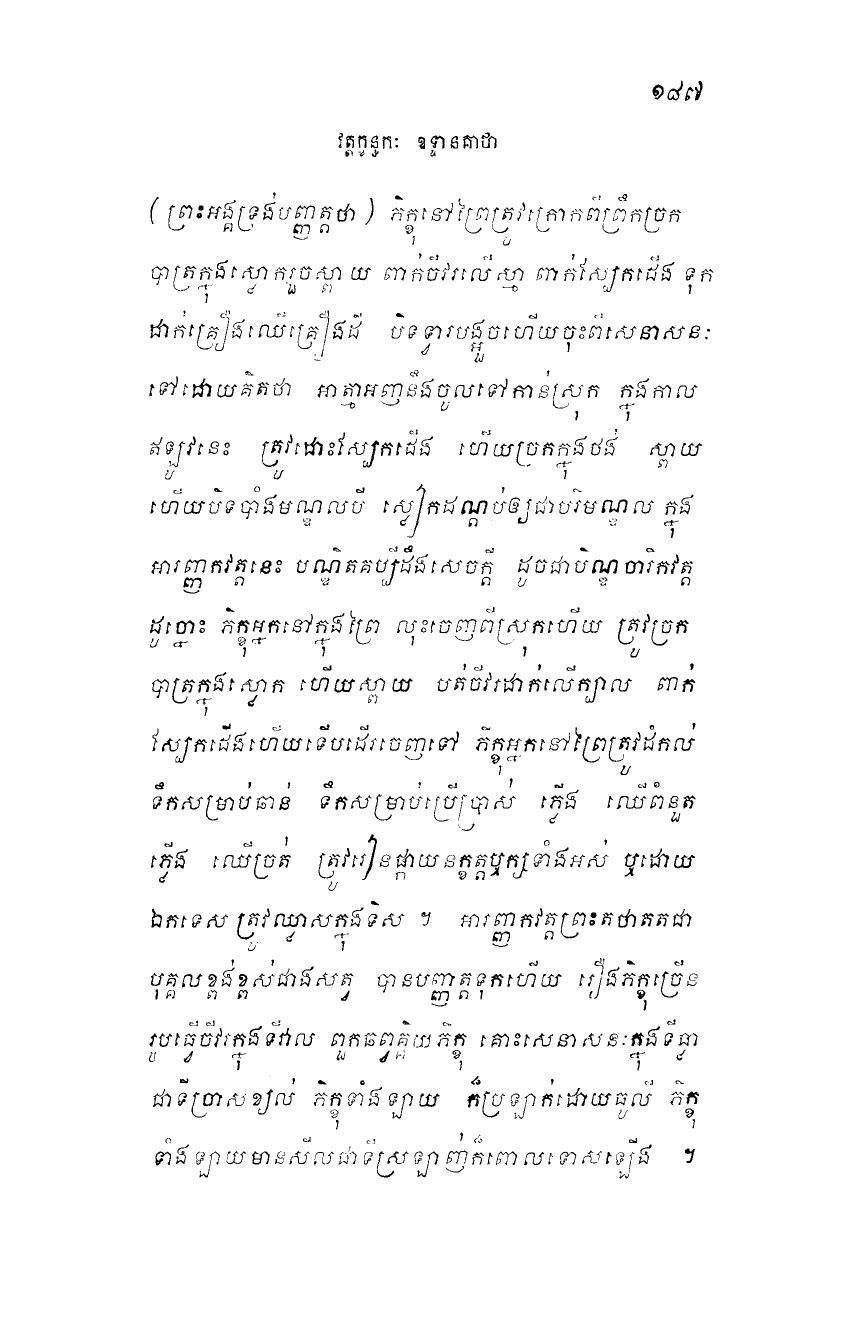 ១៨៧
វត្តក្ខន្ធកៈ ឧទ្ទានគាថា
(ព្រះអង្គទ្រង់បញ្ញត្តថា) ភិក្ខុនៅព្រៃត្រូវក្រោកពីព្រឹកច្រក
បាត្រក្នុងស្លោករួចស្ពាយ ពាក់ចីវរលើស្មា ពាក់ស្បែកជើង ទុក
ដាក់គ្រឿងឈើគ្រឿងដី បិទទ្វារបង្អួចហើយចុះពីសេនាសនៈ
ទៅដោយគិតថា អាត្មាអញនឹងចូលទៅកាន់ស្រុក ក្នុងកាល
ឥឡូវនេះ ត្រូវដោះស្បែកជើង ហើយច្រកក្នុងថង់ ស្ពាយ
ហើយបិទបាំងមណ្ឌលបី ស្លៀកដណ្តប់ឲ្យជាបរិមណ្ឌល ក្នុង
អារញ្ញកវត្តនេះ បណ្ឌិតគប្បីដឹងសេចក្តី ដូចជាបិណ្ឌចារិកវត្ត
ដូច្នោះ ភិក្ខុអ្នកនៅក្នុងព្រៃ លុះចេញពីស្រុកហើយ ត្រូវច្រក
បាត្រក្នុងស្លោក ហើយស្ពាយ បត់ចីវរដាក់លើក្បាល ពាក់
ស្បែកជើងហើយទើបដើរចេញទៅ ភិក្ខុអ្នកនៅព្រៃត្រូវដំកល់
ទឹកសម្រាប់ឆាន់ ទឹកសម្រាប់ប្រើប្រាស់ ភ្លើង ឈើពំនួត
ភ្លើង ឈើច្រត់ ត្រូវរៀនផ្កាយនក្ខត្តឫក្សទាំងអស់ ឬដោយ
ឯកទេស ត្រូវឈ្លាសក្នុងទិស ។ អារញ្ញកវត្តព្រះតថាគតជា
បុគ្គលខ្ពង់ខ្ពស់ជាងសត្វ បានបញ្ញត្តទុកហើយ រឿងភិក្ខុច្រើន
រូបធ្វើចីវរក្នុងទីវាល ពួកឆព្វគ្គិយភិក្ខុ គោះសេនាសនៈក្នុងទីធ្លា
ជាទីច្រាសខ្យល់ ភិក្ខុទាំងឡាយ ក៏ប្រឡាក់ដោយធូលី ភិក្ខុ
ទាំងឡាយមានសីលជាទីស្រឡាញ់ក៏ពោលទោសឡើង ។